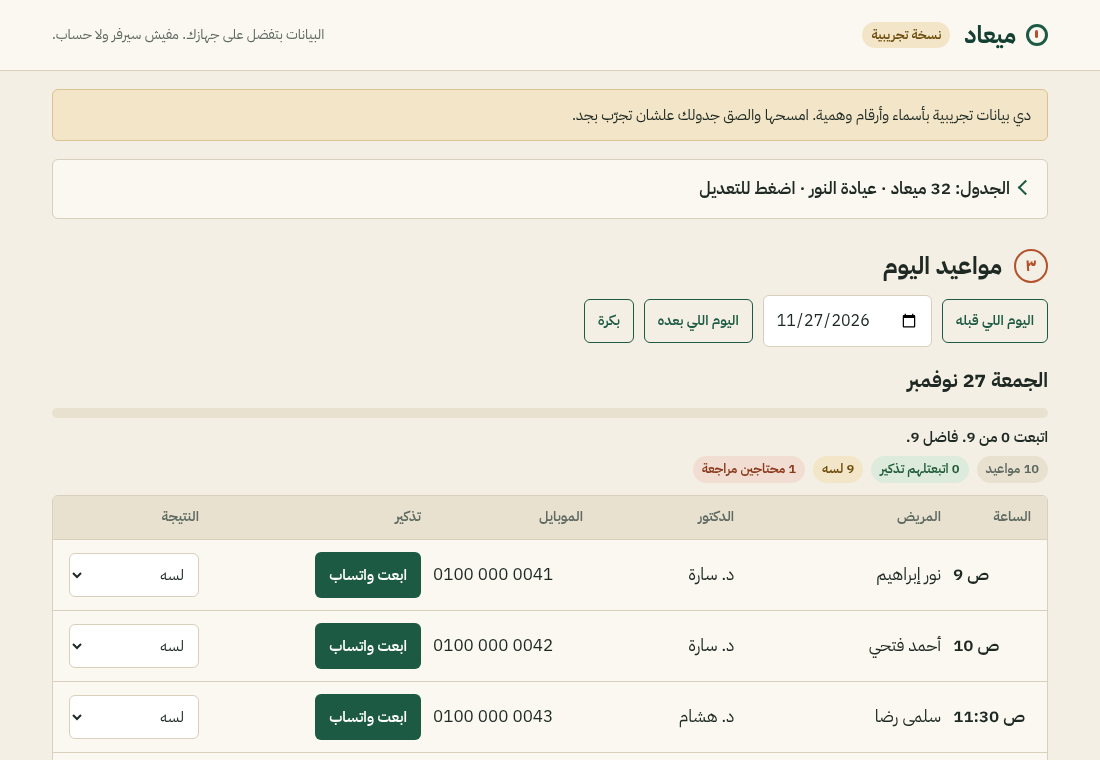 ميعاد نسخة تجريبية البيانات بتفضل على جهازك. مفيش سيرفر ولا حساب.
دي بيانات تجريبية بأسماء وأرقام وهمية. امسحها والصق جدولك علشان تجرّب بجد.
الجدول: 32 ميعاد · عيادة النور · اضغط للتعديل
٣ مواعيد اليوم
اليوم اللي قبله 11/27/2026 اليوم اللي بعده بكرة
الجمعة 27 نوفمبر
اتبعت 0 من 9. فاضل 9.
10 مواعيد 0 اتبعتلهم تذكير 9 لسه 1 محتاجين مراجعة
الساعة المريض الدكتور الموبايل تذكير النتيجة
9 ص نور إبراهيم د. سارة 0100 000 0041 ابعت واتساب لسه
10 ص أحمد فتحي د. سارة 0100 000 0042 ابعت واتساب لسه
11:30 ص سلمى رضا د. هشام 0100 000 0043 ابعت واتساب لسه